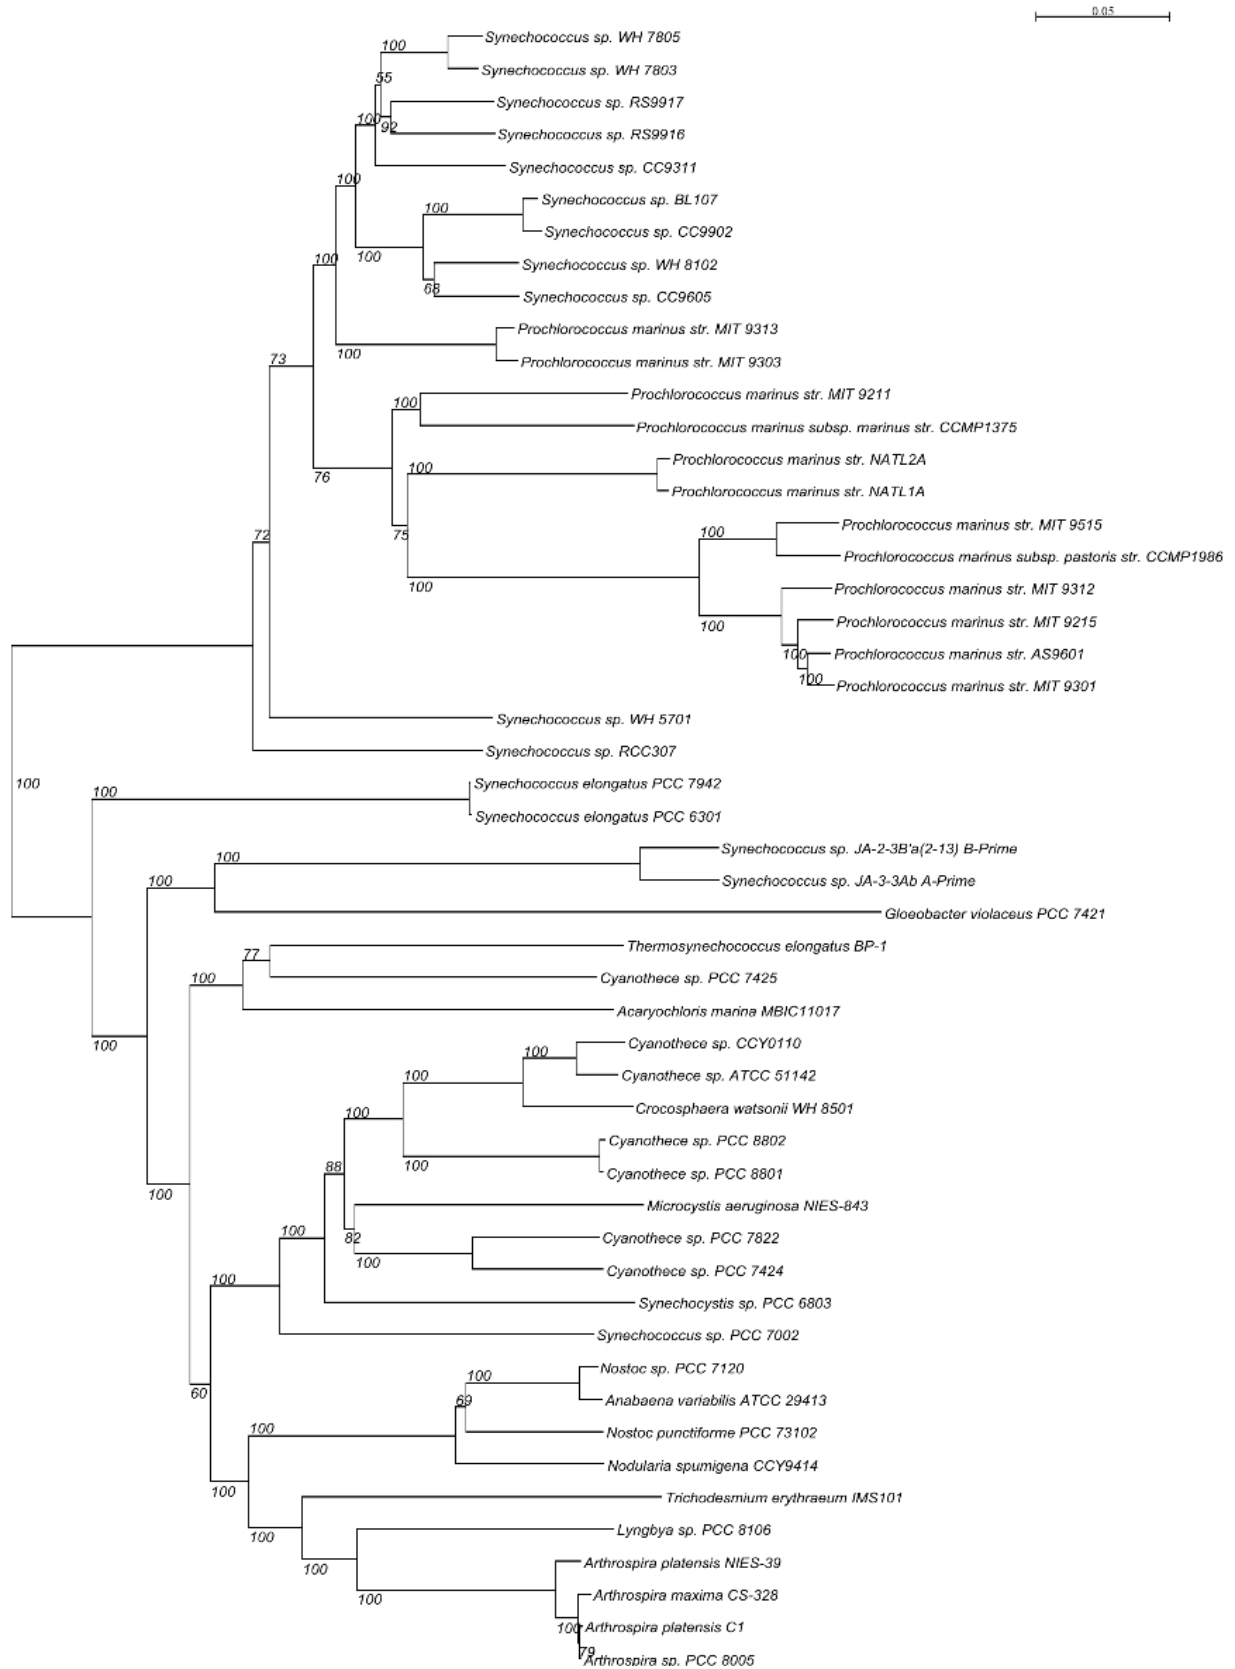 0.05
Synechococcus sp. WH 7805
100
Synechococcus sp. WH 7803
55
Synechococcus sp. RS9917
100
92
Synechococcus sp. RS9916
Synechococcus sp. CC9311
100
Synechococcus sp. BL107
100
Synechococcus sp. CC9902
100
100
Synechococcus sp. WH 8102
68
Synechococcus sp. CC9605
Prochlorococcus marinus str. MIT 9313
100
73
Prochlorococcus marinus str. MIT 9303
Prochlorococcus marinus str. MIT 9211
100
Prochlorococcus marinus subsp. marinus str. CCMP1375
Prochlorococcus marinus str. NATL2A
100
76
Prochlorococcus marinus str. NATL1A
Prochlorococcus marinus str. MIT 9515
100
72
75
Prochlorococcus marinus subsp. pastoris str. CCMP1986
100
Prochlorococcus marinus str. MIT 9312
Prochlorococcus marinus str. MIT 9215
100
100
Prochlorococcus marinus str. AS9601
100
Prochlorococcus marinus str. MIT 9301
Synechococcus sp. WH 5701
Synechococcus sp. RCC307
100
Synechococcus elongatus PCC 7942
100
Synechococcus elongatus PCC 6301
Synechococcus sp. JA-2-3B'a(2-13) B-Prime
100
100
Synechococcus sp. JA-3-3Ab A-Prime
Gloeobacter violaceus PCC 7421
Thermosynechococcus elongatus BP-1
77
100
Cyanothece sp. PCC 7425
Acaryochloris marina MBIC11017
100
Cyanothece sp. CCY0110
100
Cyanothece sp. ATCC 51142
100
Crocosphaera watsonii WH 8501
100
Cyanothece sp. PCC 8802
100
88
Cyanothece sp. PCC 8801
100
Microcystis aeruginosa NIES-843
100
82
Cyanothece sp. PCC 7822
100
Cyanothece sp. PCC 7424
100
Synechocystis sp. PCC 6803
Synechococcus sp. PCC 7002
Nostoc sp. PCC 7120
100
60
69
Anabaena variabilis ATCC 29413
100
Nostoc punctiforme PCC 73102
Nodularia spumigena CCY9414
100
Trichodesmium erythraeum IMS101
100
Lyngbya sp. PCC 8106
100
Arthrospira platensis NIES-39
100
Arthrospira maxima CS-328
100
Arthrospira platensis C1
79
Arthrospira sp. PCC 8005